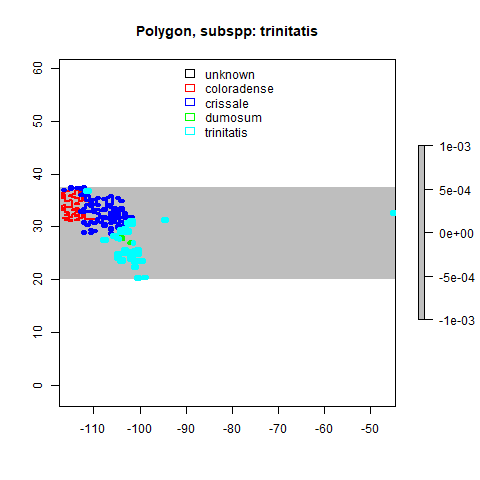 Polygon, subspp: trinitatis
unknown
coloradense
crissale
dumosum
trinitatis
60
50
40
30
20
10
0
-110 -100 -90 -80 -70 -60 -50
1e-03
5e-04
0e+00
-5e-04
-1e-03